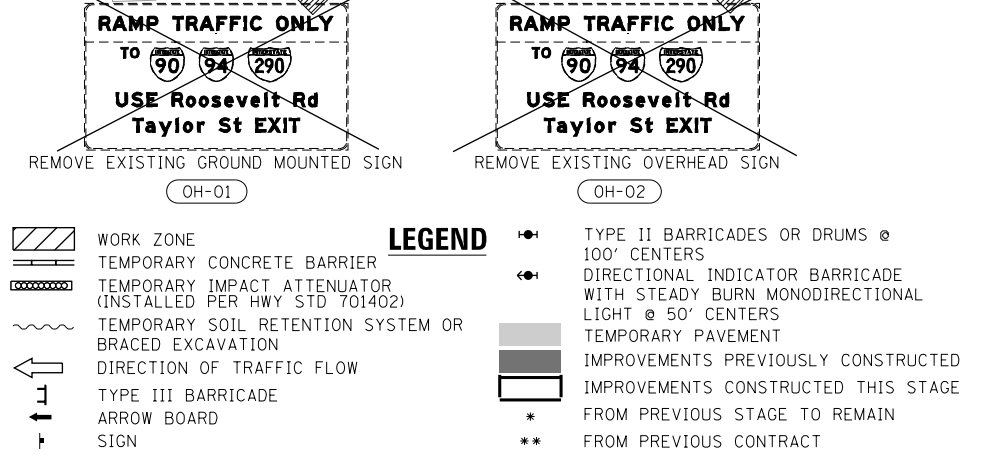 RAMP TRAFFIC ONLY
TO 90 94 290
USE Roosevelt Rd
Taylor St EXIT
REMOVE EXISTING GROUND MOUNTED SIGN
OH-01
RAMP TRAFFIC ONLY
TO 90 94 290
USE Roosevelt Rd
Taylor St EXIT
REMOVE EXISTING OVERHEAD SIGN
OH-02
LEGEND
WORK ZONE
TEMPORARY CONCRETE BARRIER
TEMPORARY IMPACT ATTENUATOR
(INSTALLED PER HWY STD 701402)
TEMPORARY SOIL RETENTION SYSTEM OR
BRACED EXCAVATION
DIRECTION OF TRAFFIC FLOW
TYPE III BARRICADE
ARROW BOARD
SIGN
TYPE II BARRICADES OR DRUMS @
100' CENTERS
DIRECTIONAL INDICATOR BARRICADE
WITH STEADY BURN MONODIRECTIONAL
LIGHT @ 50' CENTERS
TEMPORARY PAVEMENT
IMPROVEMENTS PREVIOUSLY CONSTRUCTED
IMPROVEMENTS CONSTRUCTED THIS STAGE
* FROM PREVIOUS STAGE TO REMAIN
** FROM PREVIOUS CONTRACT